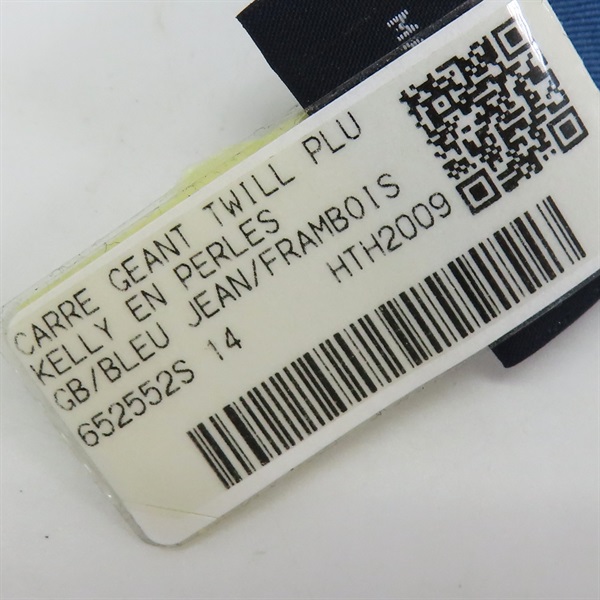 CARRE GEANT TWILL PLU
KELLY EN PERLES
GB/BLEU JEAN/FRAMBOIS
652552S 14 HTH2009